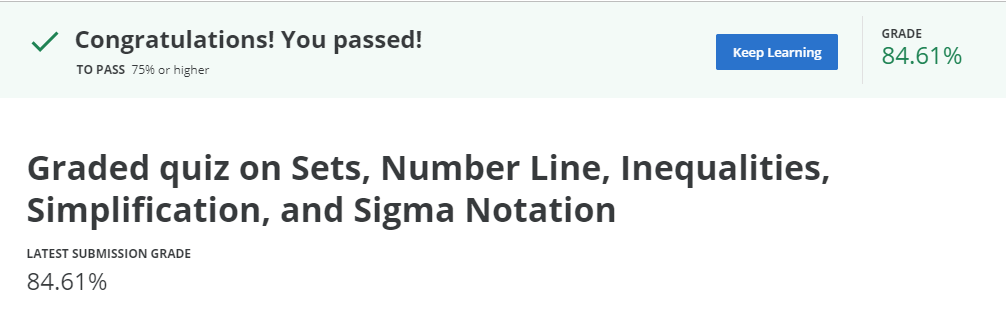 Congratulations! You passed!
TO PASS 75% or higher
Keep Learning
GRADE
84.61%
Graded quiz on Sets, Number Line, Inequalities,
Simplification, and Sigma Notation
LATEST SUBMISSION GRADE
84.61%